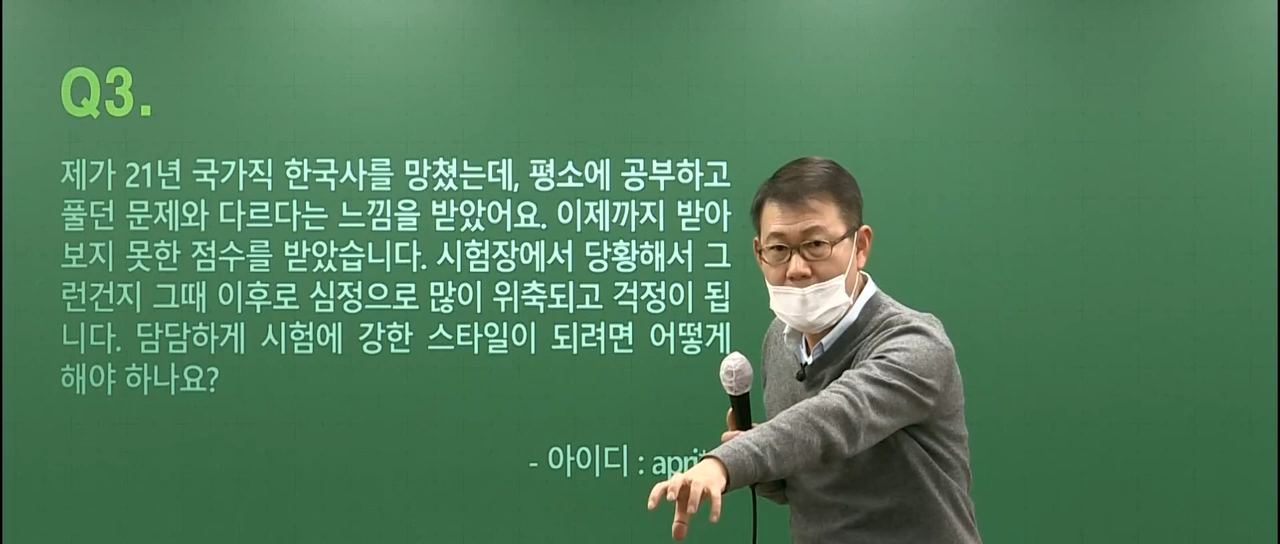 Q3.
제가 21년 국가직 한국사를 망쳤는데, 평소에 공부하고
풀던 문제와 다르다는 느낌을 받았어요. 이제까지 받아
보지 못한 점수를 받았습니다. 시험장에서 당황해서 그
런건지 그때 이후로 심정으로 많이 위축되고 걱정이 됩
니다. 담담하게 시험에 강한 스타일이 되려면 어떻게
해야 하나요?
- 아이디 :